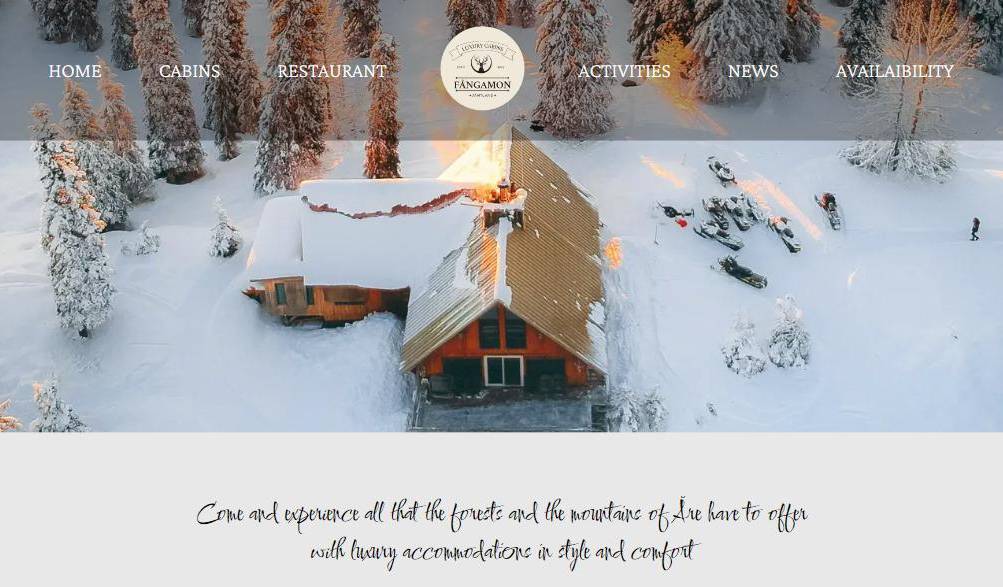 HOME CABINS RESTAURANT ACTIVITIES NEWS AVAILAIBILITY
LUXURY CABINS
FÅNGAMON
Come and experience all that the forests and the mountains of Åre have to offer
with luxury accommodations in style and comfort